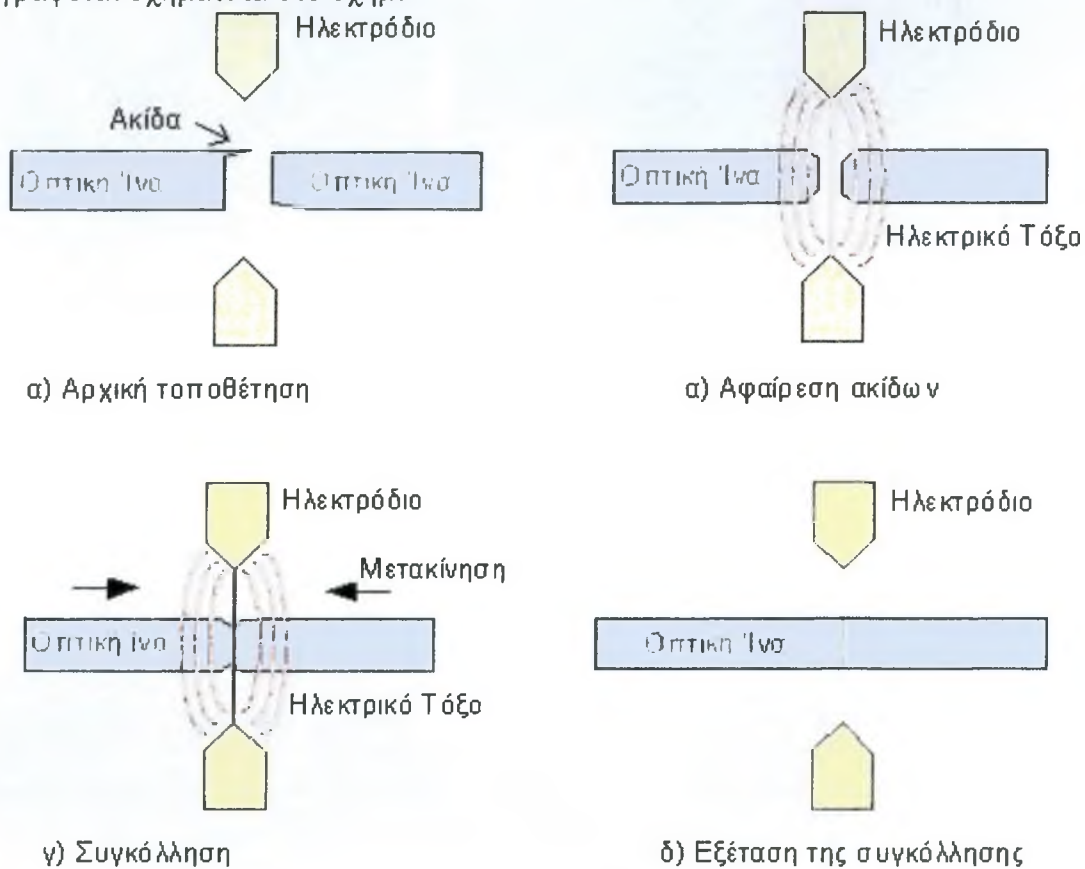 Ηλεκτρόδιο
Ακίδα
Οπτική Ίνα
Οπτική Ίνα
α) Αρχική τοποθέτηση
Ηλεκτρόδιο
Οπτική Ίνα
Ηλεκτρικό Τόξο
α) Αφαίρεση ακίδων
Ηλεκτρόδιο
Μετακίνηση
Οπτική ίνα
Ηλεκτρικό Τόξο
γ) Συγκόλληση
Ηλεκτρόδιο
Οπτική Ίνα
δ) Εξέταση της συγκόλλησης